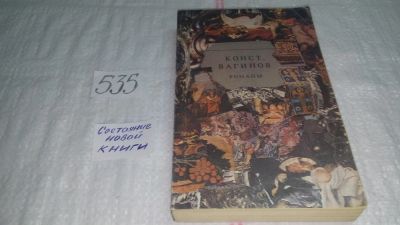 535
Состояние
новой
книги
КОНСТ.
ВАГИНОВ
РОМАНЫ